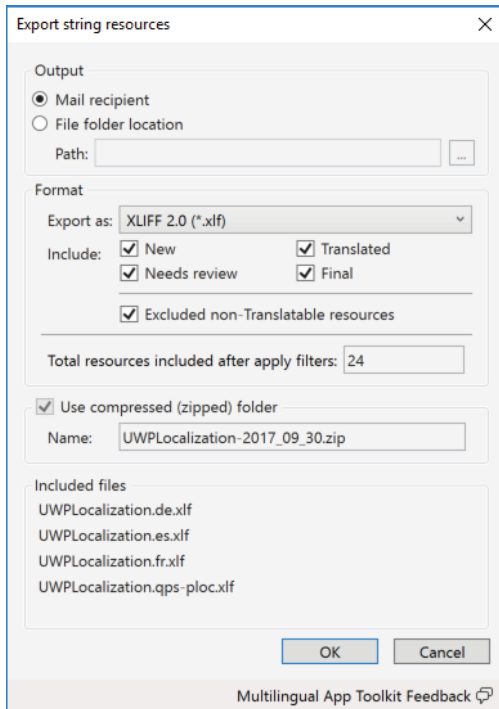 Export string resources
Output
Mail recipient
File folder location
Path:
...
Format
Export as: XLIFF 2.0 (*.xlf)
Include: New Translated
Needs review Final
Excluded non-Translatable resources
Total resources included after apply filters: 24
Use compressed (zipped) folder
Name: UWPLocalization-2017_09_30.zip
Included files
UWPLocalization.de.xlf
UWPLocalization.es.xlf
UWPLocalization.fr.xlf
UWPLocalization.qps-ploc.xlf
OK Cancel
Multilingual App Toolkit Feedback